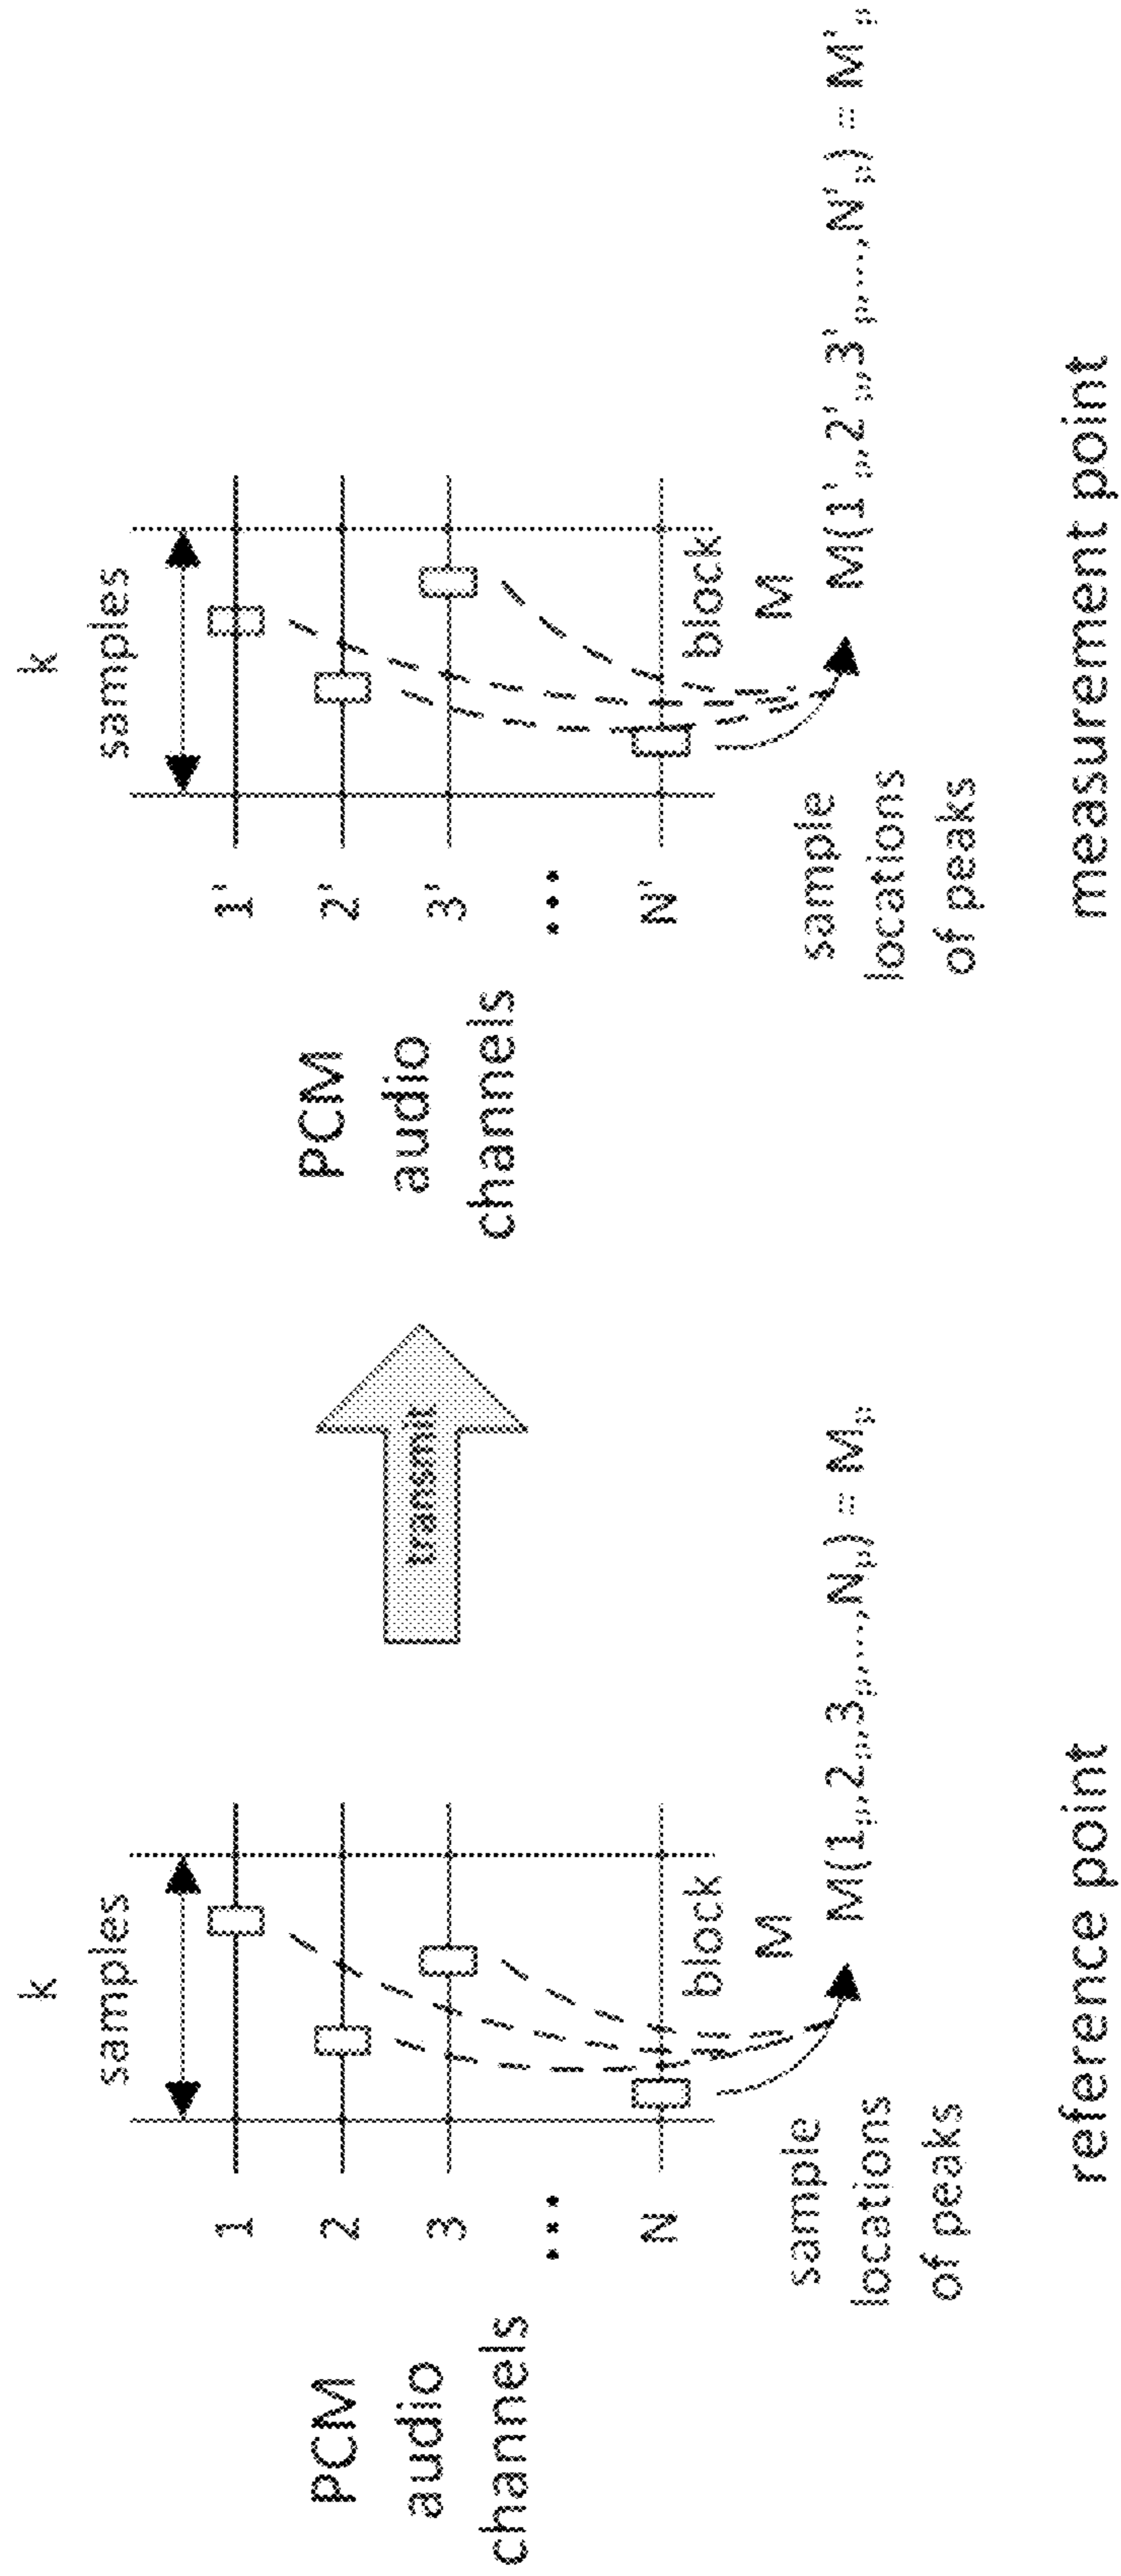 k
samples
PCM
audio
channels
1
2
3
...
N
block
M
sample
locations
of peaks
M(1p,2p,3p,...,Np) = Mp
reference point
transmit
k
samples
PCM
audio
channels
1'
2'
3'
...
N'
block
M
sample
locations
of peaks
M(1'p,2'p,3'p,...,N'p) = M'p
measurement point